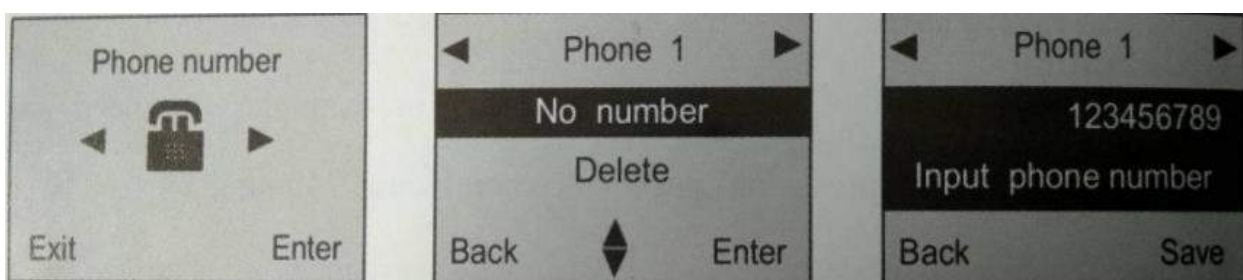 Phone number
Exit Enter
Phone 1
No number
Delete
Back Enter
Phone 1
123456789
Input phone number
Back Save